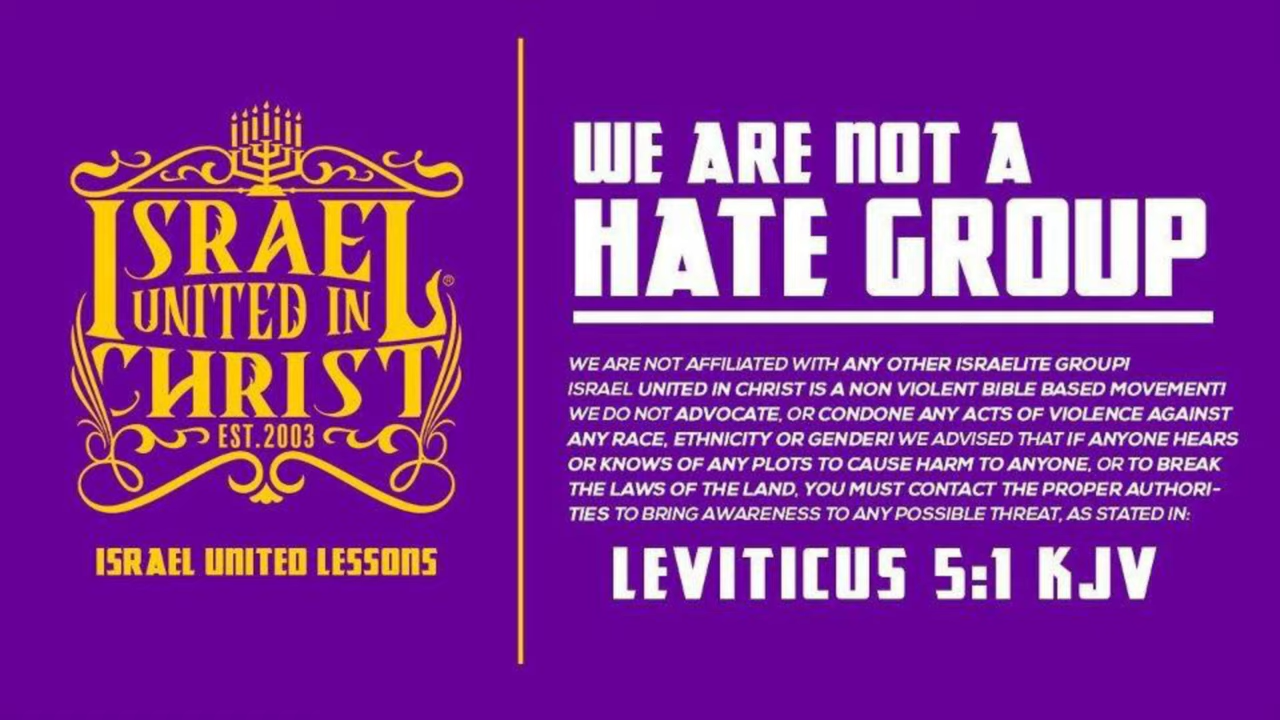 ISRAEL
UNITED IN
CHRIST
EST.2003
ISRAEL UNITED LESSONS
WE ARE NOT A
HATE GROUP
WE ARE NOT AFFILIATED WITH ANY OTHER ISRAELITE GROUP!
ISRAEL UNITED IN CHRIST IS A NON VIOLENT BIBLE BASED MOVEMENT!
WE DO NOT ADVOCATE, OR CONDONE ANY ACTS OF VIOLENCE AGAINST
ANY RACE, ETHNICITY OR GENDER! WE ADVISED THAT IF ANYONE HEARS
OR KNOWS OF ANY PLOTS TO CAUSE HARM TO ANYONE, OR TO BREAK
THE LAWS OF THE LAND, YOU MUST CONTACT THE PROPER AUTHORI-
TIES TO BRING AWARENESS TO ANY POSSIBLE THREAT, AS STATED IN:
LEVITICUS 5:1 KJV